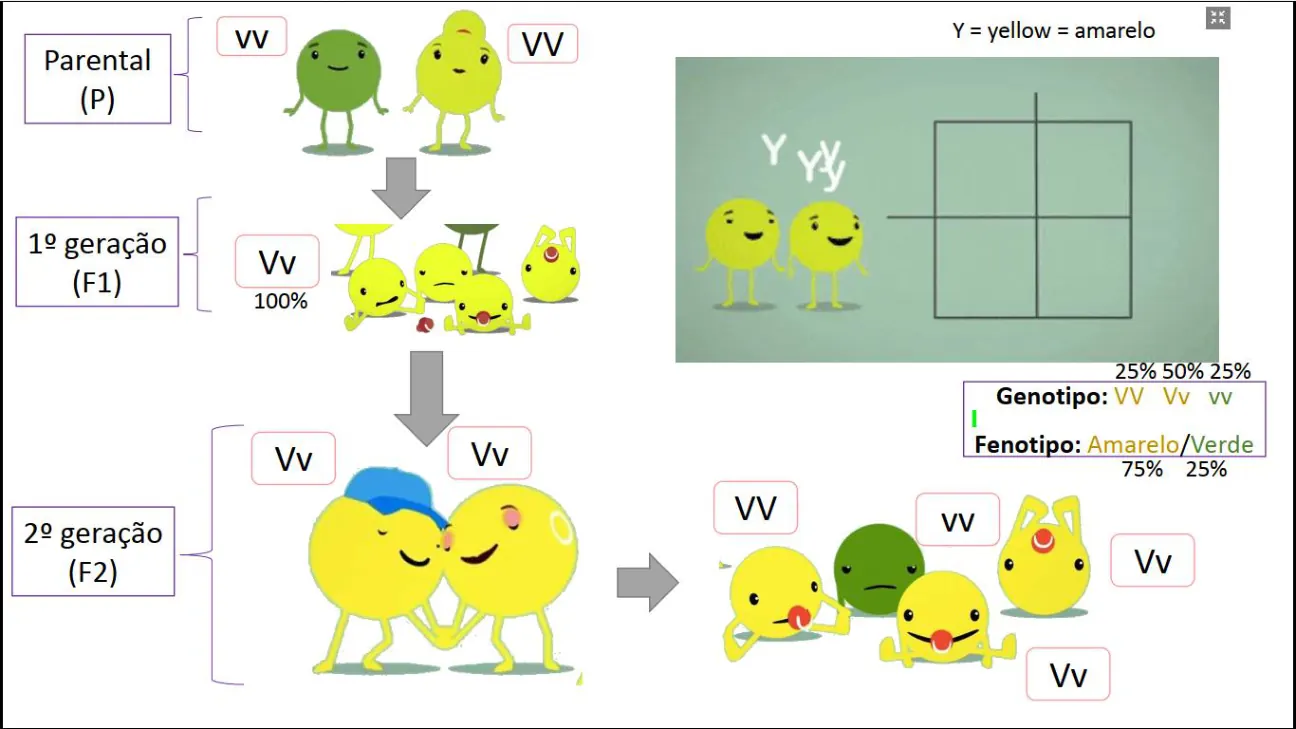 Parental
(P)
vv
VV
1º geração
(F1)
Vv
100%
2º geração
(F2)
Vv
Vv
Y = yellow = amarelo
Y
Yy
y
25% 50% 25%
Genotipo: VV Vv vv
Fenotipo: Amarelo/Verde
75% 25%
VV
vv
Vv
Vv